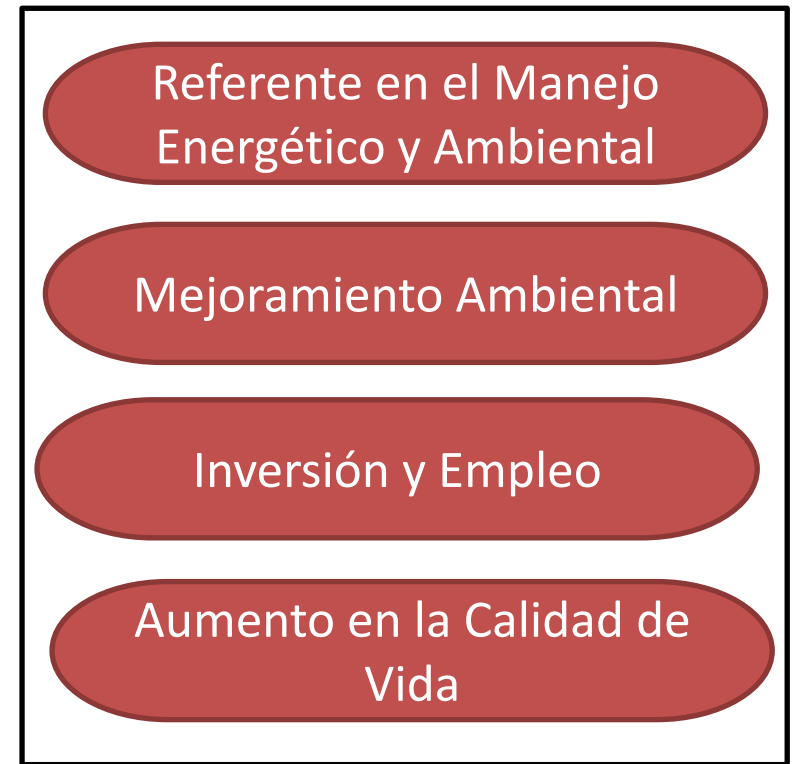 Referente en el Manejo
Energético y Ambiental
Mejoramiento Ambiental
Inversión y Empleo
Aumento en la Calidad de
Vida